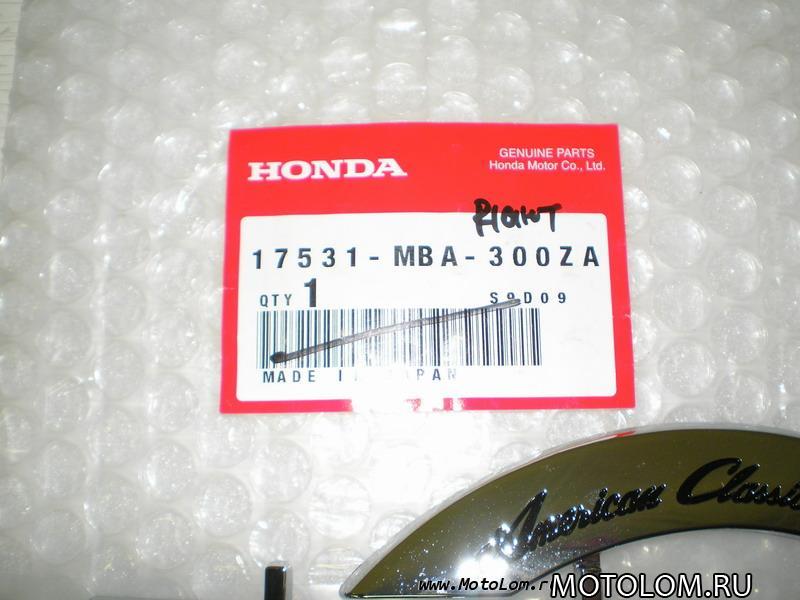 HONDA
GENUINE PARTS
Honda Motor Co., Ltd.
RIGHT
17531-MBA-300ZA
QTY 1 S9D09
MADE IN JAPAN
American Classic
www.MotoLom.r
MOTOLOM.RU